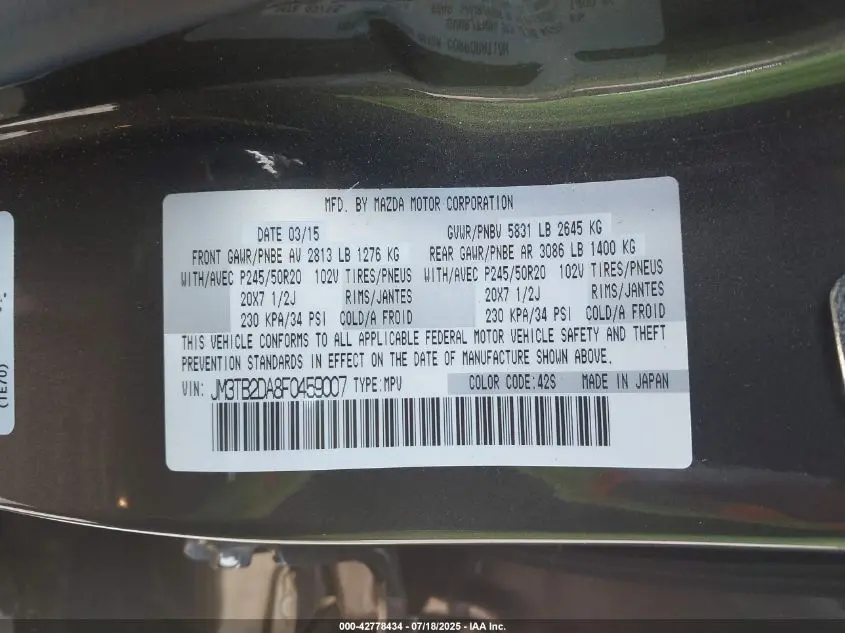 MFD. BY MAZDA MOTOR CORPORATION
DATE 03/15 GVWR/PNBV 5831 LB 2645 KG
FRONT GAWR/PNBE AV 2813 LB 1276 KG REAR GAWR/PNBE AR 3086 LB 1400 KG
WITH/AVEC P245/50R20 102V TIRES/PNEUS WITH/AVEC P245/50R20 102V TIRES/PNEUS
20X7 1/2J RIMS/JANTES 20X7 1/2J RIMS/JANTES
230 KPA/34 PSI COLD/A FROID 230 KPA/34 PSI COLD/A FROID
THIS VEHICLE CONFORMS TO ALL APPLICABLE FEDERAL MOTOR VEHICLE SAFETY AND THEFT
PREVENTION STANDARDS IN EFFECT ON THE DATE OF MANUFACTURE SHOWN ABOVE.
VIN: JM3TB2DA8F0459007 TYPE:MPV COLOR CODE:42S MADE IN JAPAN
(TE70)
000-42778434 - 07/18/2025 - IAA Inc.